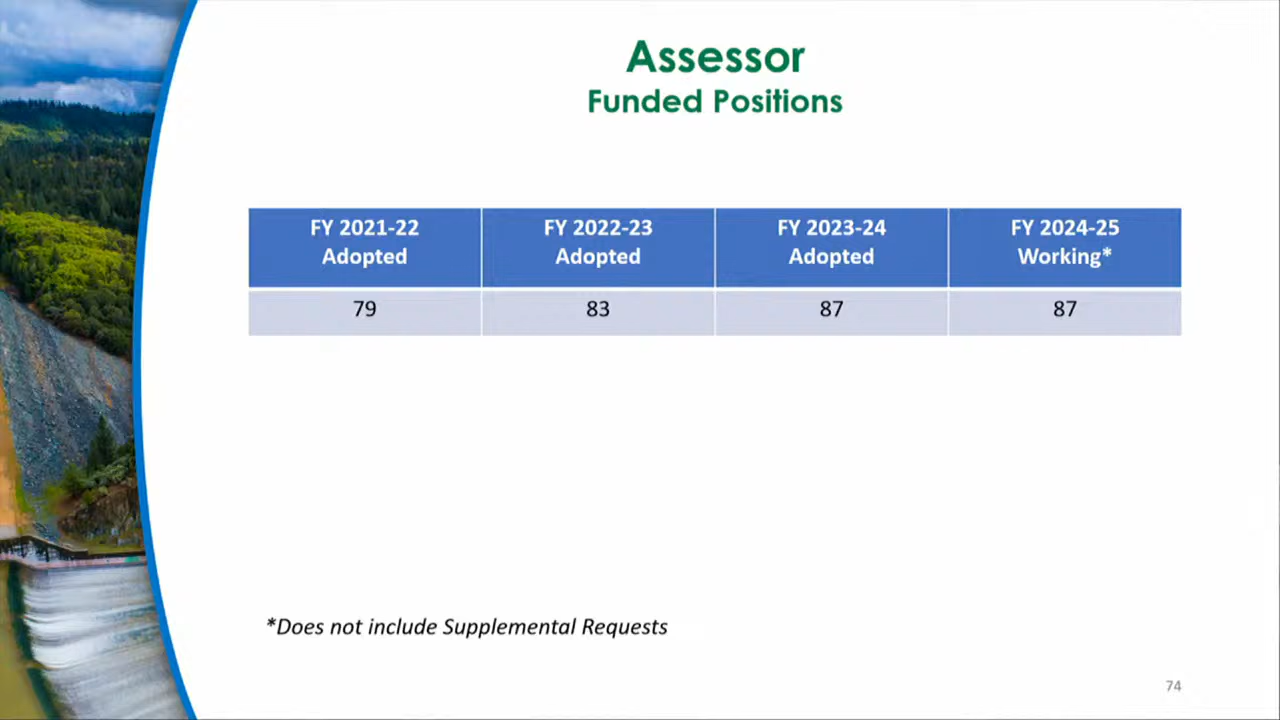 Assessor
Funded Positions
FY 2021-22 FY 2022-23 FY 2023-24 FY 2024-25
Adopted Adopted Adopted Working*
79 83 87 87
*Does not include Supplemental Requests
74